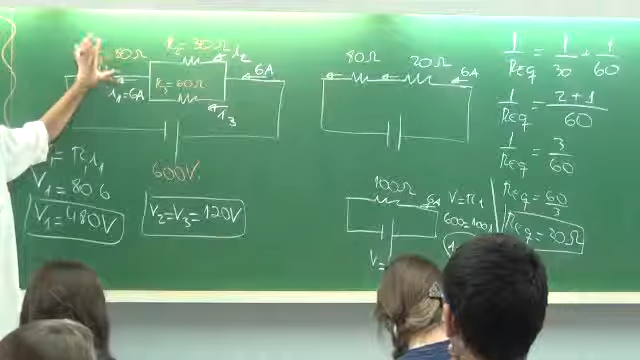 80Ω
R₂=30Ω
i₂
R₃=60Ω
6A
i₁=6A
i₃
600V
V₁=R₁i₁
V₁=80.6
V₁=480V
V₂=V₃=120V
80Ω
20Ω
6A
100Ω
6A
V=Ri
600=100i
V=
1/Req = 1/30 + 1/60
1/Req = 2+1/60
1/Req = 3/60
Req = 60/3
Req = 20Ω